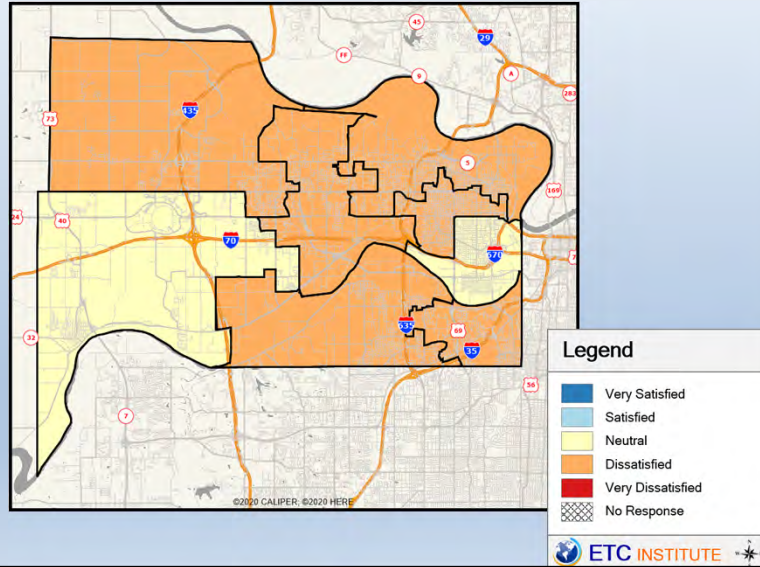 45
29
FF
9
A
283
435
73
5
169
24
40
70
670
7
32
635
69
35
56
7
©2020 CALIPER; ©2020 HERE
Legend
Very Satisfied
Satisfied
Neutral
Dissatisfied
Very Dissatisfied
No Response
ETC INSTITUTE